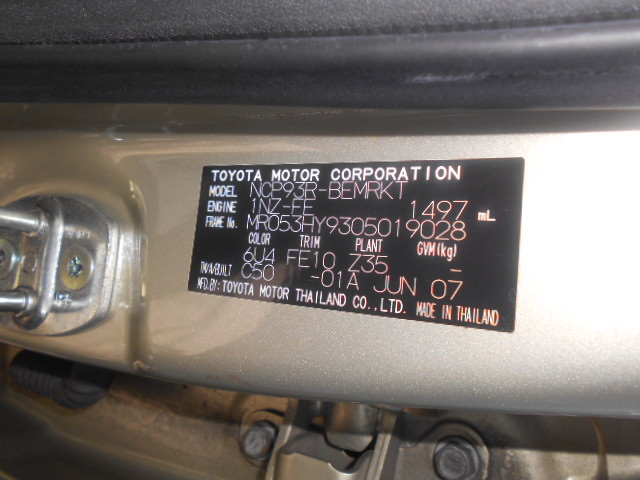 TOYOTA MOTOR CORPORATION
MODEL NCP93R-BEMRKT
ENGINE 1NZ-FE 1497 mL
FRAME No. MR053HY9305019028
COLOR TRIM PLANT GVM(kg)
6U4 FE10 Z35 –
TM/A/BUILT C50 -01A JUN 07
MFD.BY:TOYOTA MOTOR THAILAND CO.,LTD. MADE IN THAILAND